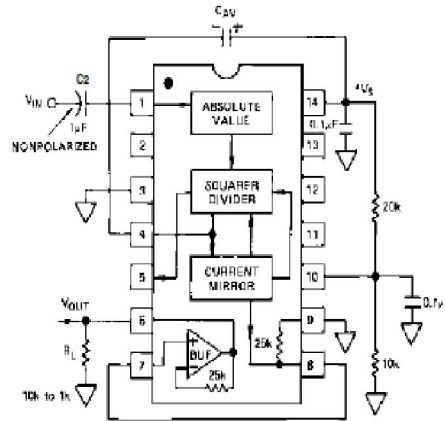 CAV
C2
VIN
1µF
NONPOLARIZED
1
ABSOLUTE
VALUE
14
+VS
0.1µF
2
13
3
SQUARER
DIVIDER
12
20k
4
11
5
CURRENT
MIRROR
10
VOUT
6
25k
9
RL
BUF
10k
7
25k
8
10k to 1k